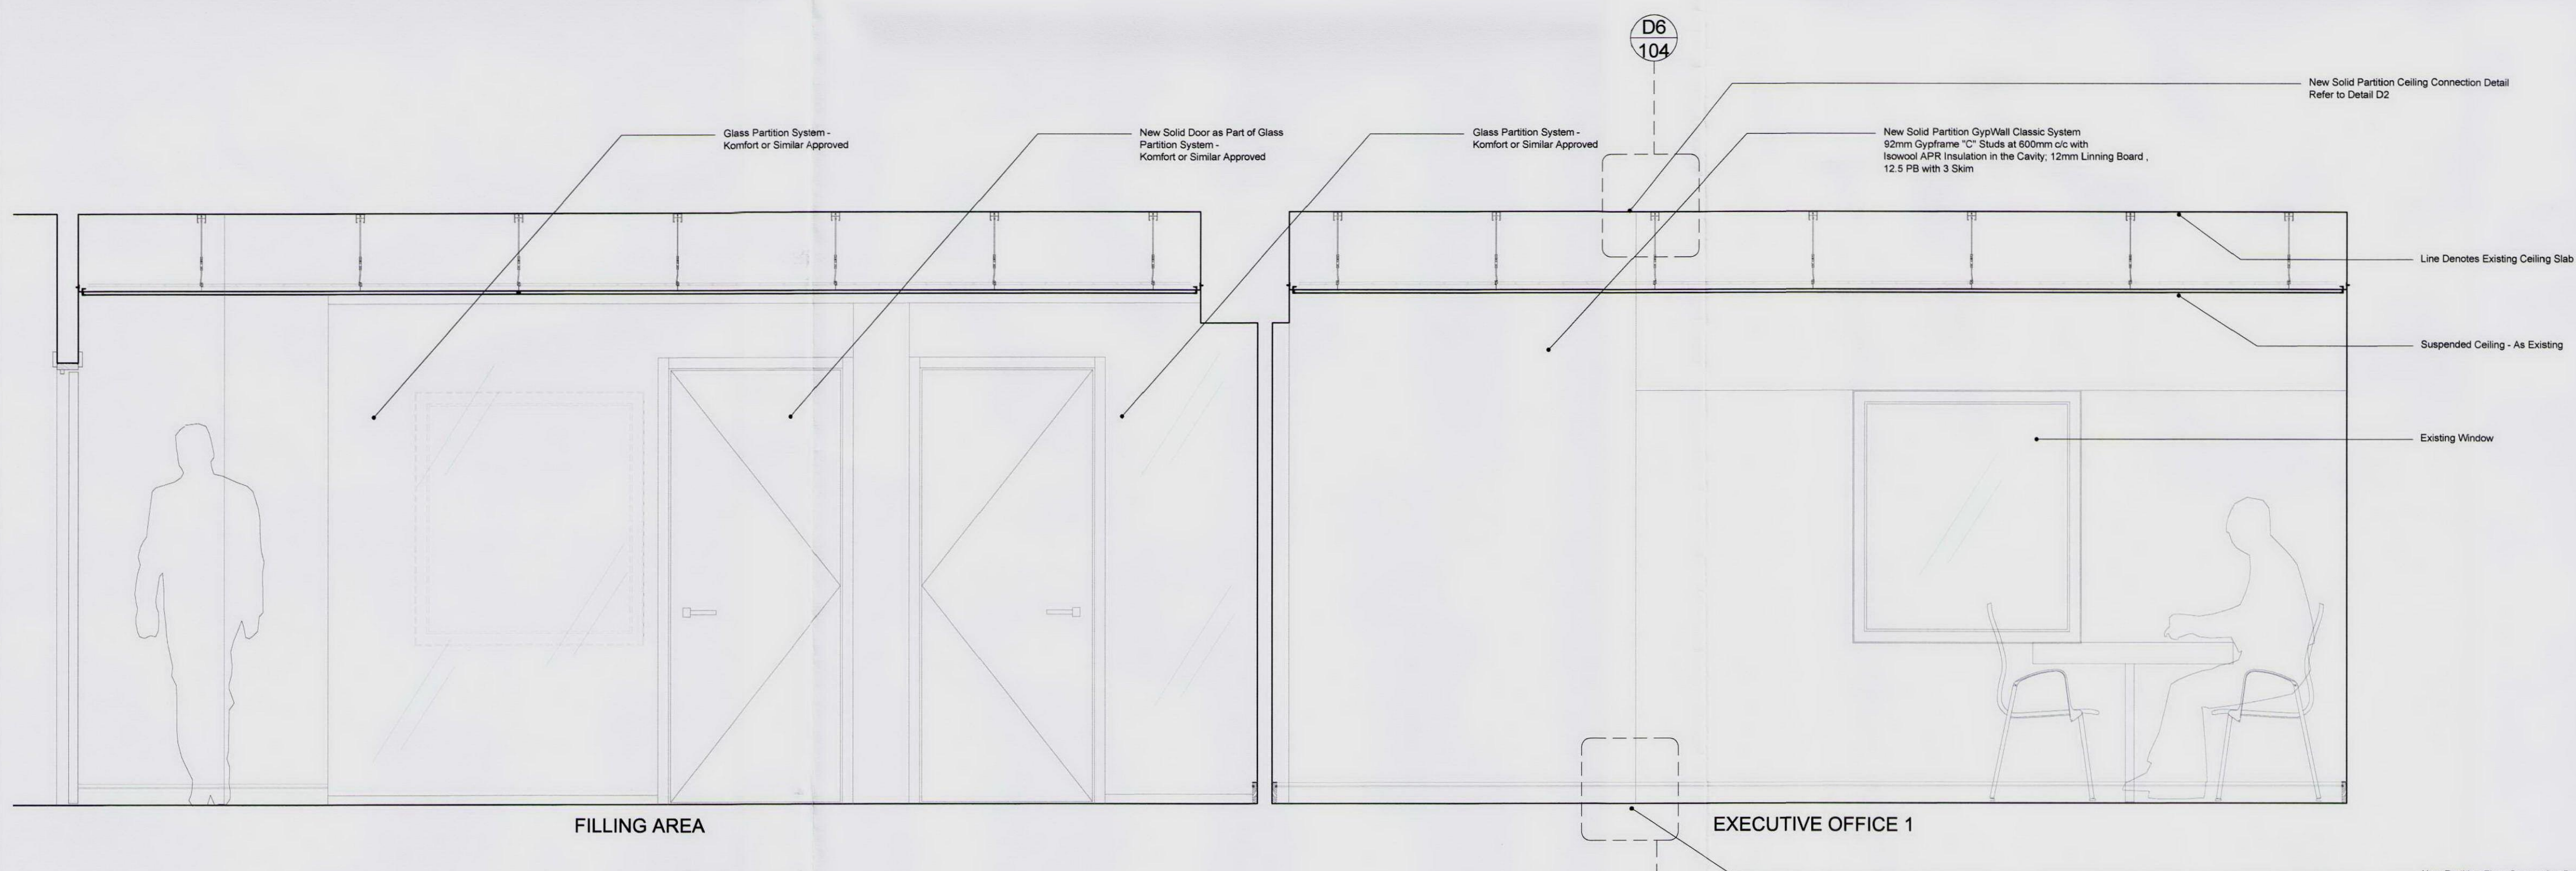 D6
104
New Solid Partition Ceiling Connection Detail
Refer to Detail D2
Glass Partition System -
Komfort or Similar Approved
New Solid Door as Part of Glass
Partition System -
Komfort or Similar Approved
Glass Partition System -
Komfort or Similar Approved
New Solid Partition GypWall Classic System
92mm Gypframe "C" Studs at 600mm c/c with
Isowool APR Insulation in the Cavity; 12mm Linning Board ,
12.5 PB with 3 Skim
Line Denotes Existing Ceiling Slab
Suspended Ceiling - As Existing
Existing Window
FILLING AREA
EXECUTIVE OFFICE 1